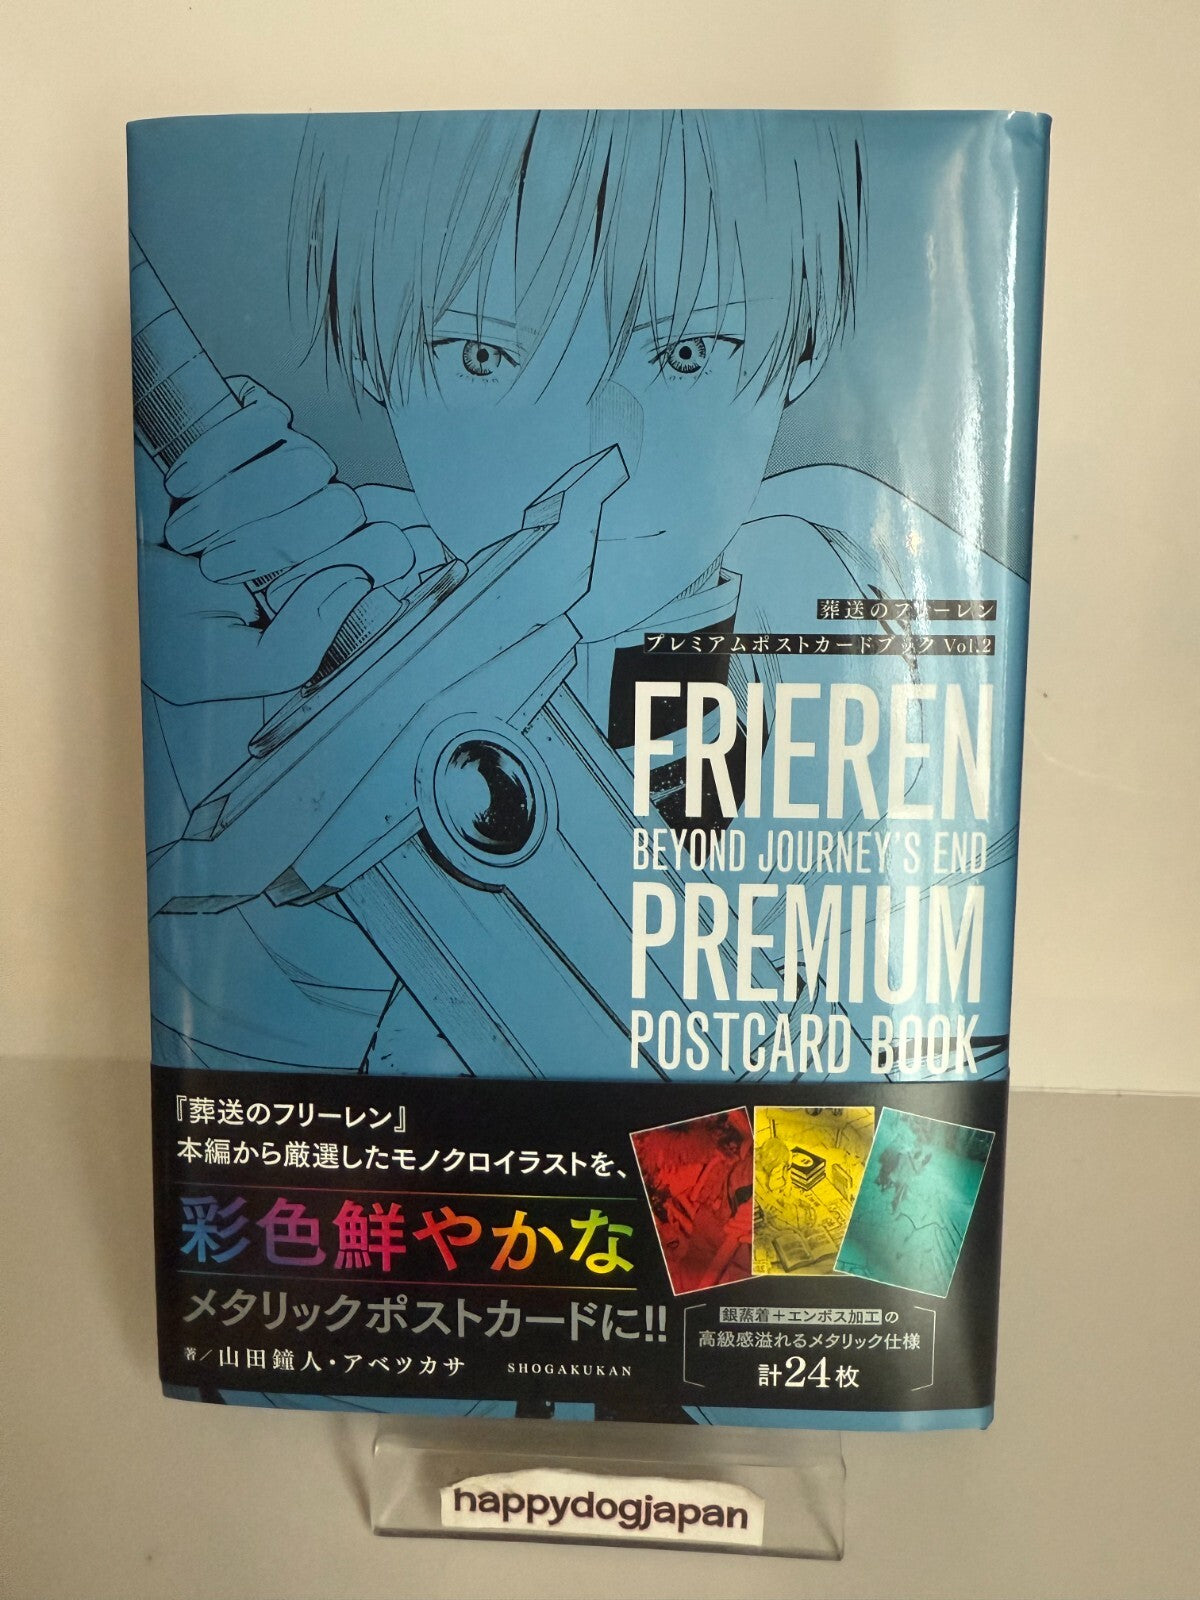 葬送のフリーレン
プレミアムポストカードブック Vol.2
FRIEREN
BEYOND JOURNEY'S END
PREMIUM
POSTCARD BOOK
『葬送のフリーレン』
本編から厳選したモノクロイラストを、
彩色鮮やかな
メタリックポストカードに!!
著／山田鐘人・アベツカサ SHOGAKUKAN
銀蒸着＋エンボス加工の
高級感溢れるメタリック仕様
計24枚
happydogjapan